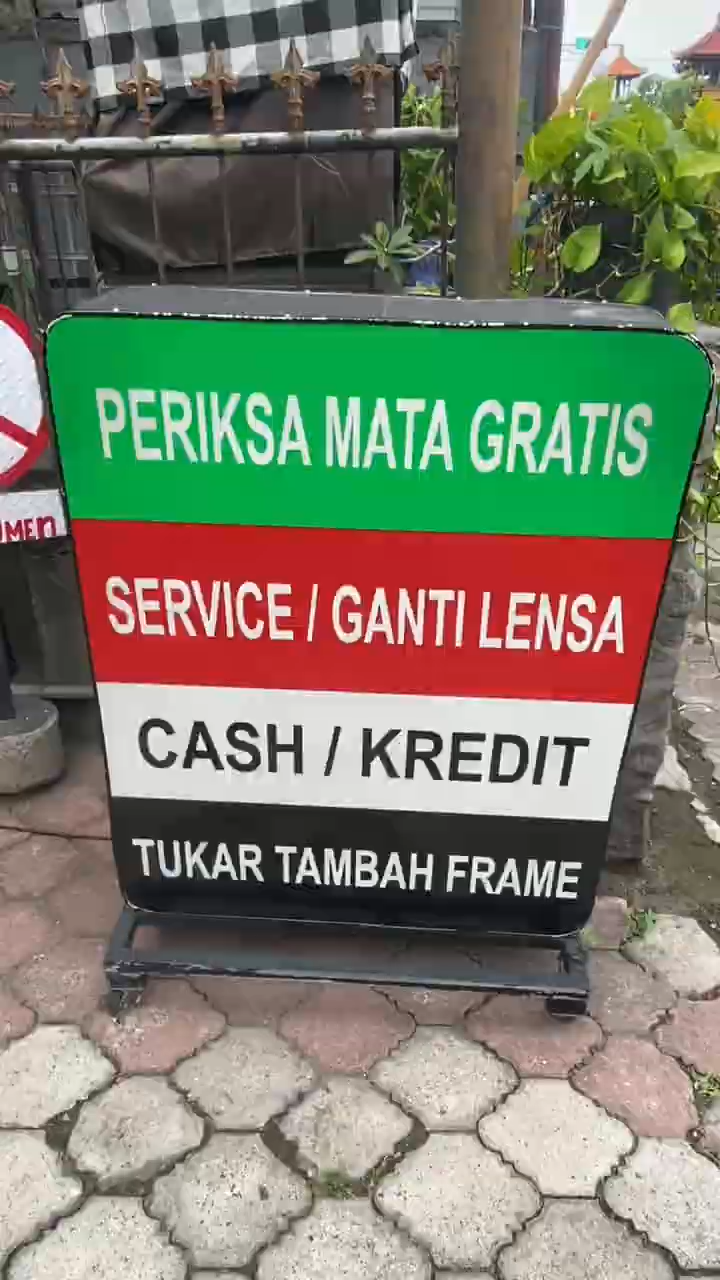 PERIKSA MATA GRATIS
SERVICE / GANTI LENSA
CASH / KREDIT
TUKAR TAMBAH FRAME